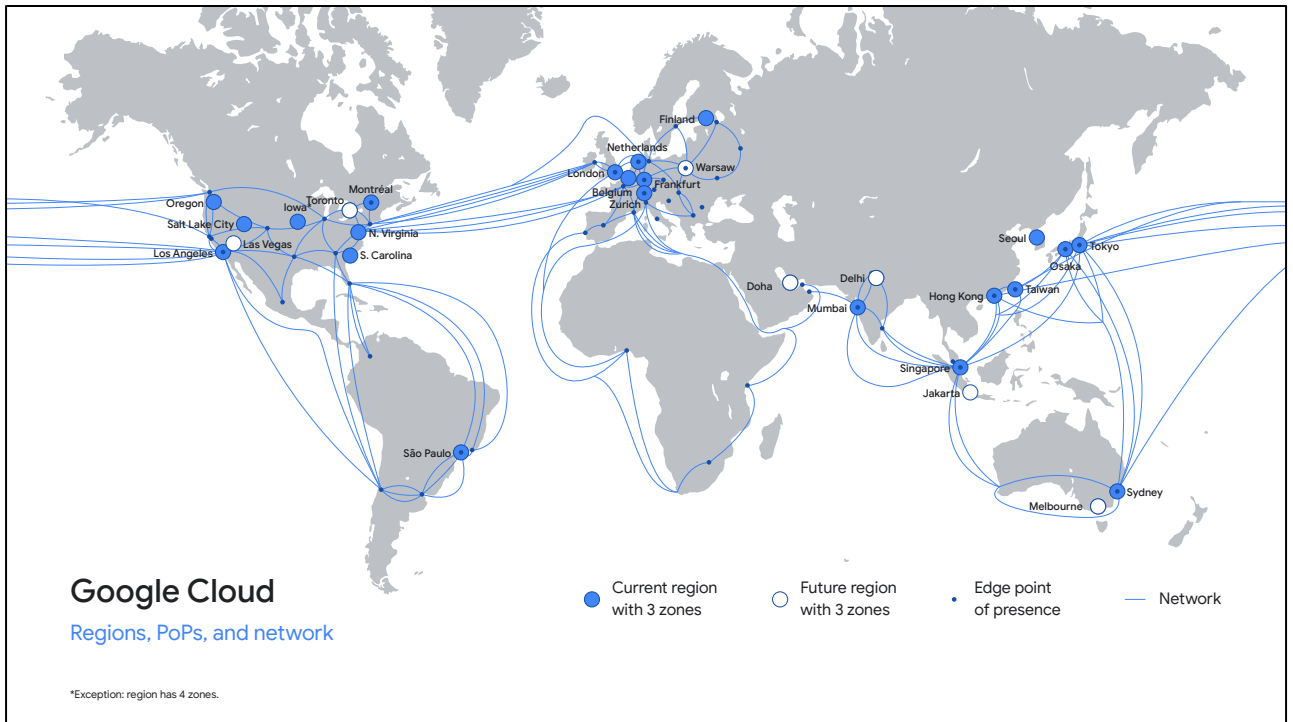 Finland
Netherlands
London
Warsaw
Belgium
Frankfurt
Zurich
Montréal
Toronto
Oregon
Iowa*
Salt Lake City
N. Virginia
Las Vegas
Los Angeles
S. Carolina
Seoul
Tokyo
Osaka
Doha
Delhi
Hong Kong
Taiwan
Mumbai
Singapore
Jakarta
São Paulo
Sydney
Melbourne
Google Cloud
Regions, PoPs, and network
Current region
with 3 zones
Future region
with 3 zones
Edge point
of presence
Network
*Exception: region has 4 zones.